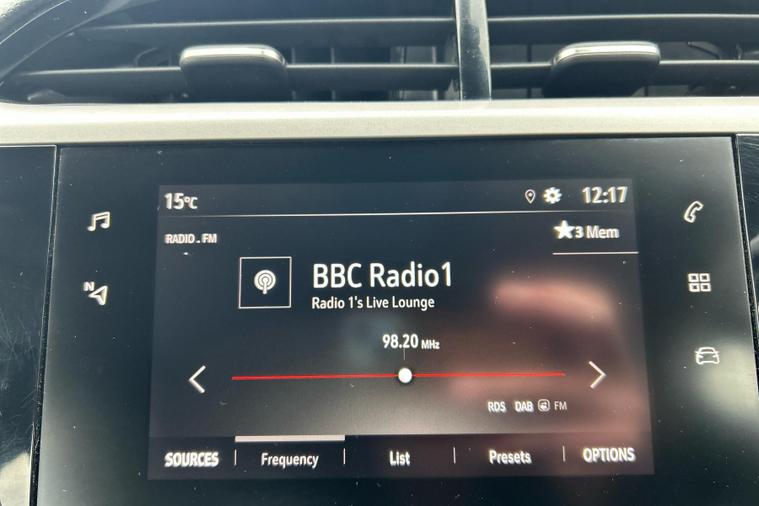 15°C 12:17
RADIO . FM
★3 Mem
BBC Radio1
Radio 1's Live Lounge
N
98.20 MHz
RDS DAB FM
SOURCES Frequency List Presets OPTIONS